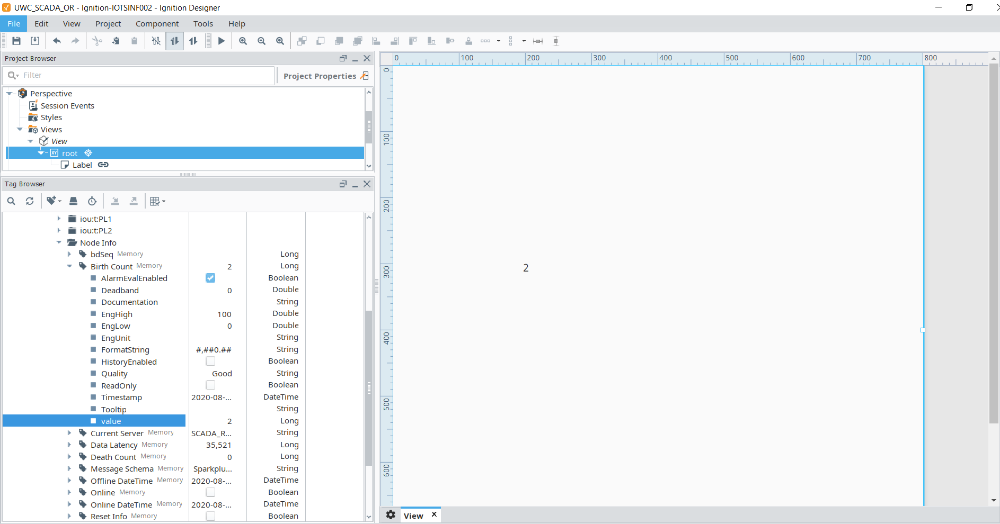 UWC_SCADA_OR - Ignition-IOTSINF002 - Ignition Designer
File Edit View Project Component Tools Help
Project Browser
Filter
Project Properties
Perspective
Session Events
Styles
Views
View
XY root
Label
Tag Browser
iou:t:PL1
iou:t:PL2
Node Info
bdSeq Memory Long
Birth Count Memory 2 Long
AlarmEvalEnabled Boolean
Deadband 0 Double
Documentation String
EngHigh 100 Double
EngLow 0 Double
EngUnit String
FormatString #,##0.## String
HistoryEnabled Boolean
Quality Good String
ReadOnly Boolean
Timestamp 2020-08-... DateTime
Tooltip String
value 2 Long
Current Server Memory SCADA_R... String
Data Latency Memory 35,521 Long
Death Count Memory 0 Long
Message Schema Memory Sparkplu... String
Offline DateTime Memory 2020-08-... DateTime
Online Memory Boolean
Online DateTime Memory 2020-08-... DateTime
Reset Info Memory Boolean
0 100 200 300 400 500 600 700 800
0
100
200
300
400
500
600
2
View